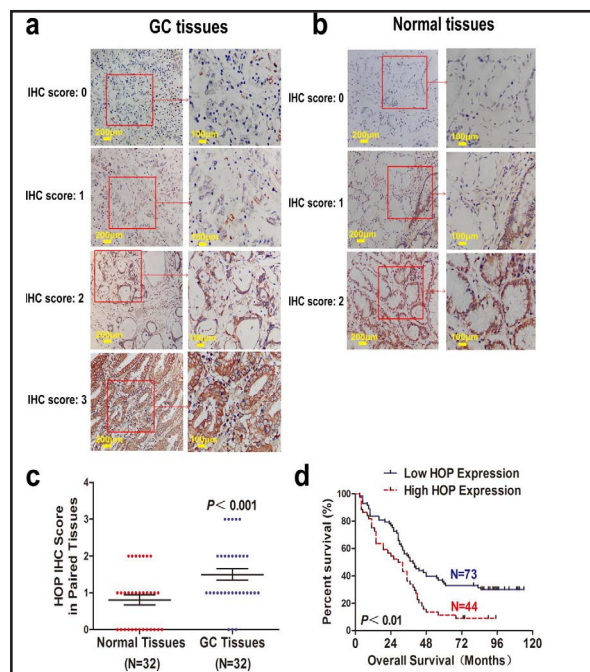 a
GC tissues
IHC score: 0
200μm
100μm
IHC score: 1
200μm
100μm
IHC score: 2
200μm
100μm
IHC score: 3
200μm
100μm
b
Normal tissues
IHC score: 0
200μm
100μm
IHC score: 1
200μm
100μm
IHC score: 2
200μm
100μm
c
HOP IHC Score
in Paired Tissues
4
3
2
1
0
P< 0.001
Normal Tissues
(N=32)
GC Tissues
(N=32)
d
Low HOP Expression
High HOP Expression
Percent survival (%)
100
80
60
40
20
0
N=73
N=44
P< 0.01
0 24 48 72 96 120
Overall Survival (Months)